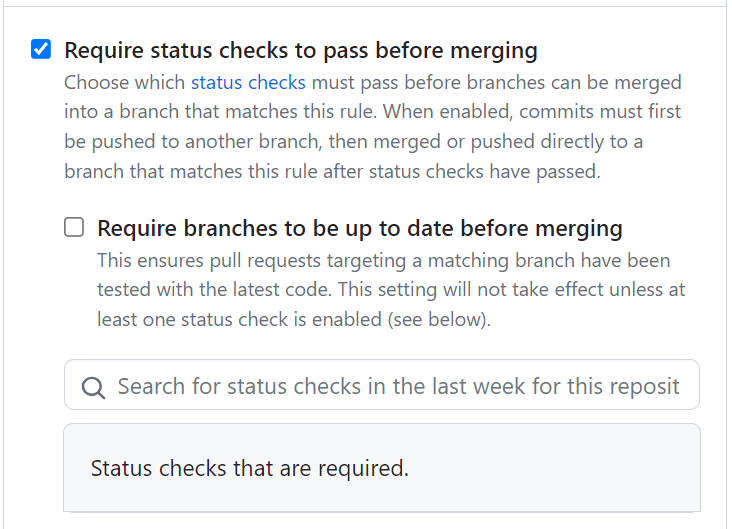 Require status checks to pass before merging
Choose which status checks must pass before branches can be merged
into a branch that matches this rule. When enabled, commits must first
be pushed to another branch, then merged or pushed directly to a
branch that matches this rule after status checks have passed.
Require branches to be up to date before merging
This ensures pull requests targeting a matching branch have been
tested with the latest code. This setting will not take effect unless at
least one status check is enabled (see below).
Search for status checks in the last week for this reposit
Status checks that are required.